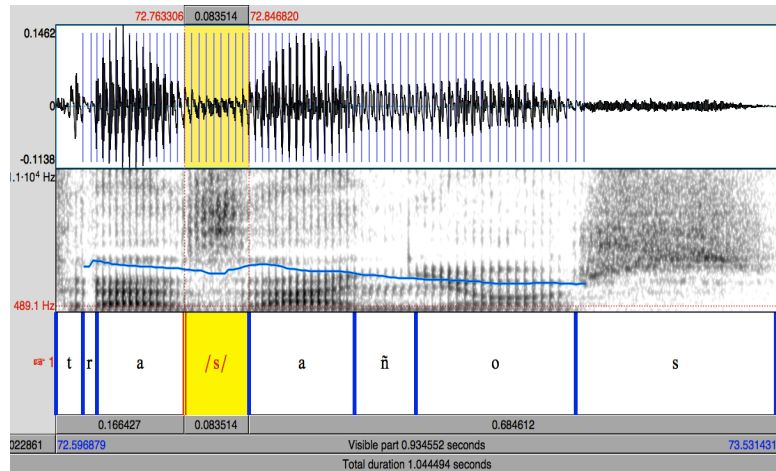 72.763306 0.083514 72.846820
0.1462
0
-0.1138
1.1·10⁴ Hz
489.1 Hz
1 t r a /s/ a ñ o s
0.166427 0.083514 0.684612
022861 72.596879 Visible part 0.934552 seconds 73.531431
Total duration 1.044494 seconds